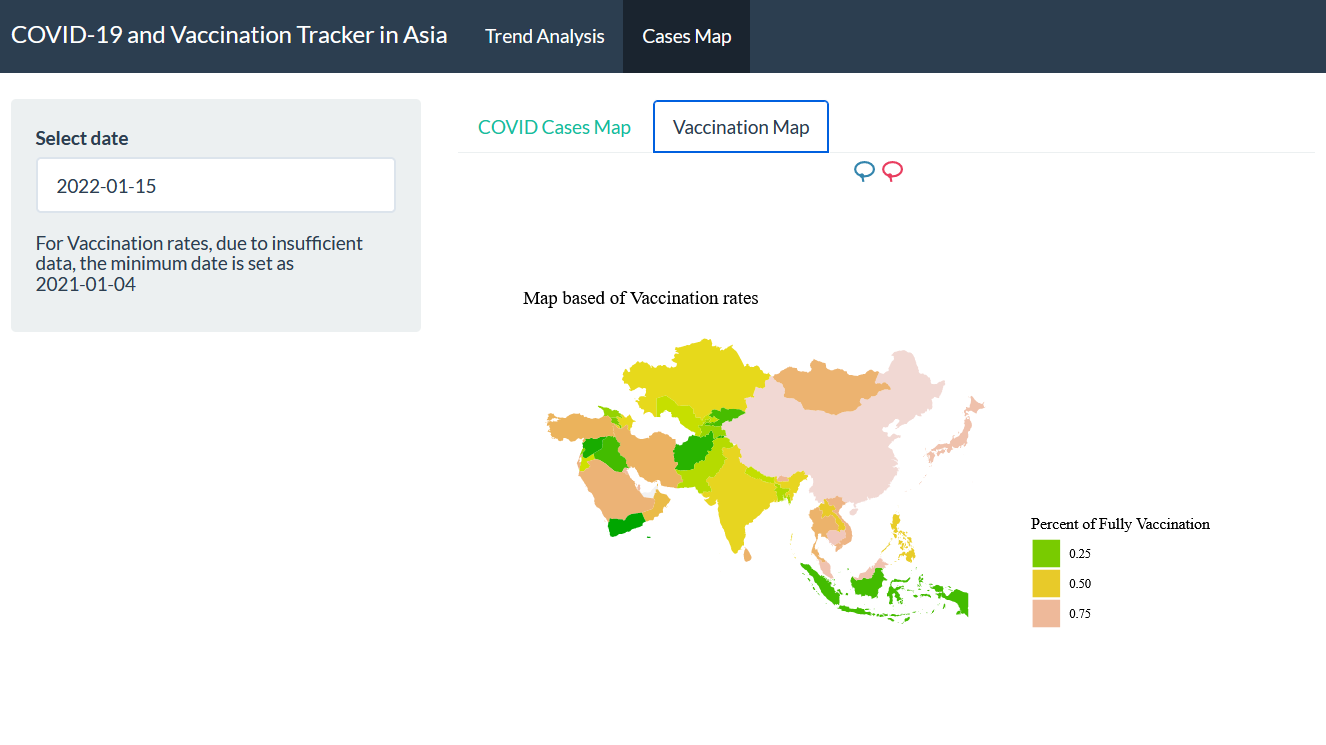 COVID-19 and Vaccination Tracker in Asia
Trend Analysis
Cases Map
Select date
2022-01-15
For Vaccination rates, due to insufficient
data, the minimum date is set as
2021-01-04
COVID Cases Map
Vaccination Map
Map based of Vaccination rates
Percent of Fully Vaccination
0.25
0.50
0.75